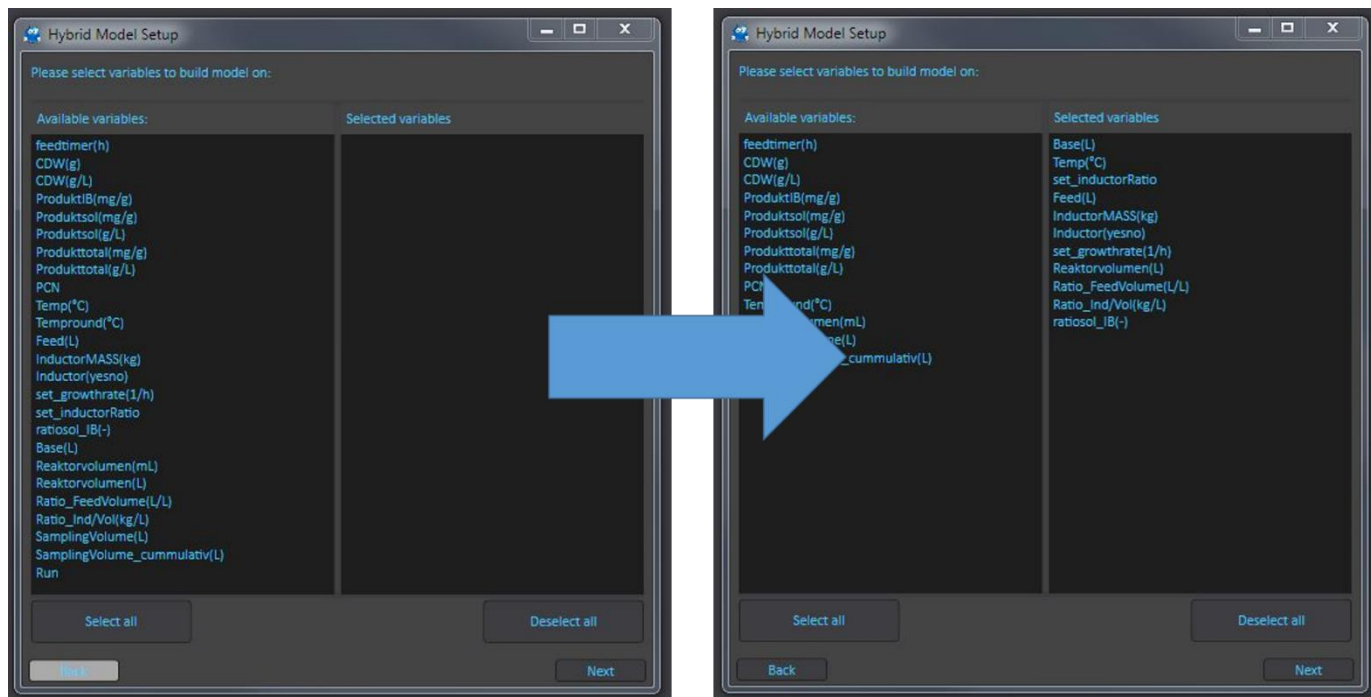 Hybrid Model Setup
Please select variables to build model on:
Available variables:
Selected variables
feedtimer(h)
CDW(g)
CDW(g/L)
ProduktIB(mg/g)
Produktsol(mg/g)
Produktsol(g/L)
Produkttotal(mg/g)
Produkttotal(g/L)
PCN
Temp(°C)
Tempround(°C)
Feed(L)
InductorMASS(kg)
Inductor(yesno)
set_growthrate(1/h)
set_inductorRatio
ratiosol_IB(-)
Base(L)
Reaktorvolumen(mL)
Reaktorvolumen(L)
Ratio_FeedVolume(L/L)
Ratio_Ind/Vol(kg/L)
SamplingVolume(L)
SamplingVolume_cummulativ(L)
Run
Select all
Deselect all
Back
Next
Hybrid Model Setup
Please select variables to build model on:
Available variables:
Selected variables
feedtimer(h)
CDW(g)
CDW(g/L)
ProduktIB(mg/g)
Produktsol(mg/g)
Produktsol(g/L)
Produkttotal(mg/g)
Produkttotal(g/L)
_cummulativ(L)
Base(L)
Temp(°C)
set_inductorRatio
Feed(L)
InductorMASS(kg)
Inductor(yesno)
set_growthrate(1/h)
Reaktorvolumen(L)
Ratio_FeedVolume(L/L)
Ratio_Ind/Vol(kg/L)
ratiosol_IB(-)
Select all
Deselect all
Back
Next